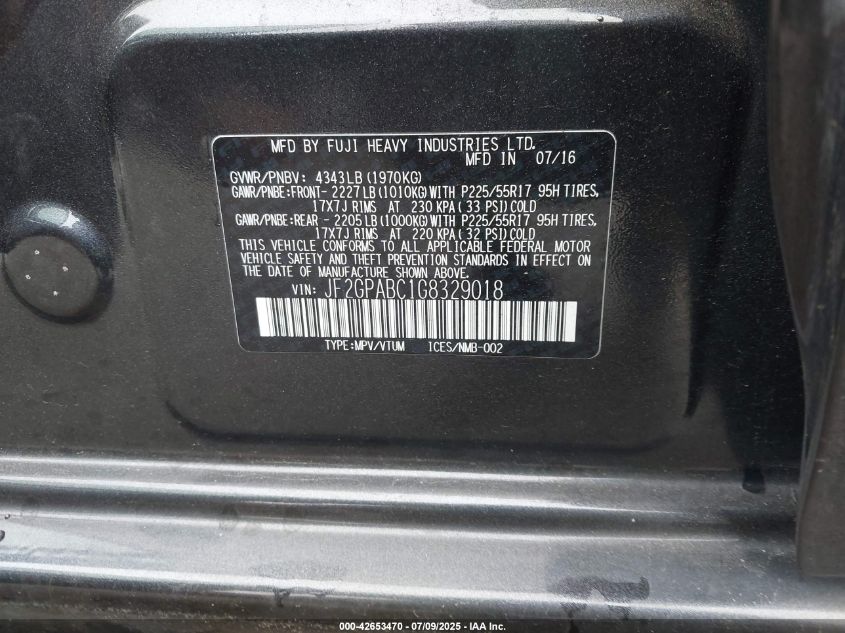 MFD BY FUJI HEAVY INDUSTRIES LTD.
MFD IN 07/16
GVWR/PNBV: 4343LB(1970KG)
GAWR/PNBE:FRONT- 2227LB(1010KG)WITH P225/55R17 95H TIRES,
17X7J RIMS AT 230 KPA(33 PSI)COLD
GAWR/PNBE:REAR - 2205LB(1000KG)WITH P225/55R17 95H TIRES,
17X7J RIMS AT 220 KPA(32 PSI)COLD
THIS VEHICLE CONFORMS TO ALL APPLICABLE FEDERAL MOTOR
VEHICLE SAFETY AND THEFT PREVENTION STANDARDS IN EFFECT ON
THE DATE OF MANUFACTURE SHOWN ABOVE.
VIN: JF2GPABC1G8329018
TYPE:MPV/VTUM ICES/NMB-002
000-42653470 - 07/09/2025 - IAA Inc.